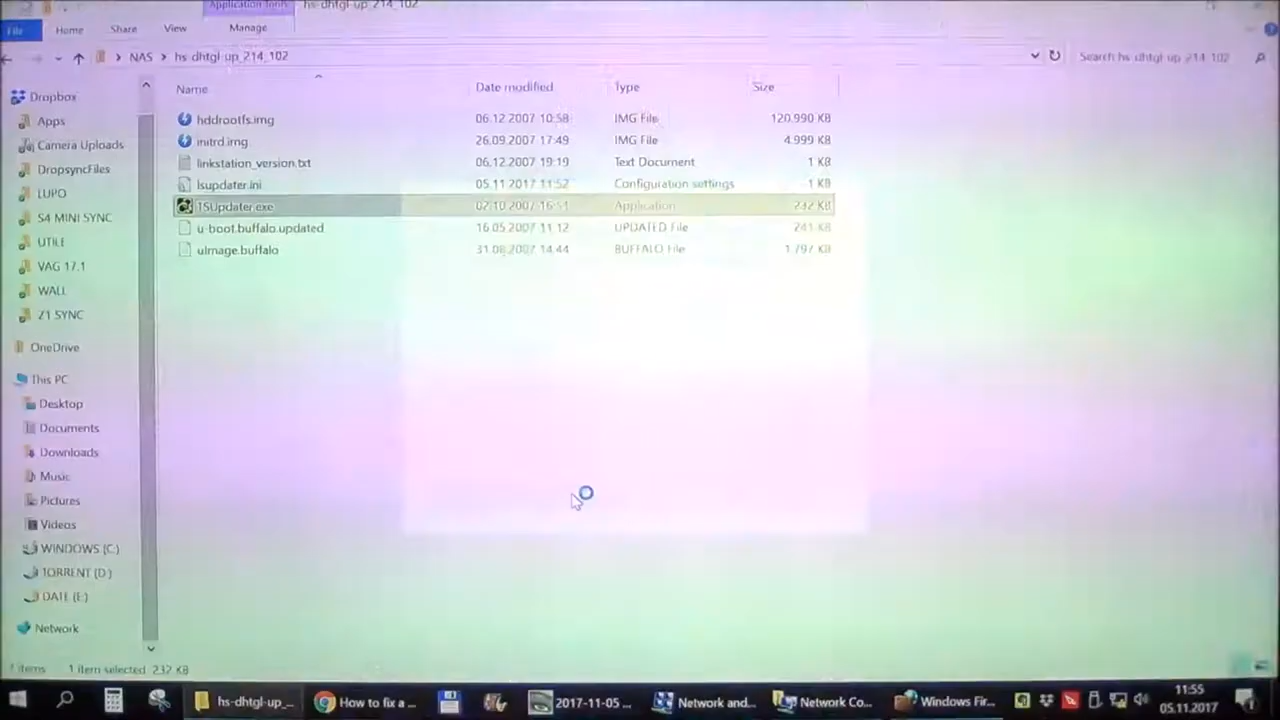 Application Tools hs-dhtgl-up_214_102
File Home Share View Manage
NAS hs-dhtgl-up_214_102 Search hs-dhtgl-up_214_102
Name Date modified Type Size
Dropbox
Apps
Camera Uploads
DropsyncFiles
LUPO
S4 MINI SYNC
UTILE
VAG 17.1
WALL
Z1 SYNC
OneDrive
This PC
Desktop
Documents
Downloads
Music
Pictures
Videos
WINDOWS (C:)
TORRENT (D:)
DATE (E:)
Network
hddrootfs.img 06.12.2007 10:58 IMG File 120.990 KB
initrd.img 26.09.2007 17:49 IMG File 4.999 KB
linkstation_version.txt 06.12.2007 19:19 Text Document 1 KB
lsupdater.ini 05.11.2017 11:52 Configuration settings 1 KB
TSUpdater.exe 02.10.2007 16:51 Application 232 KB
u-boot.buffalo.updated 16.05.2007 11:12 UPDATED File 241 KB
uImage.buffalo 31.08.2007 14:44 BUFFALO File 1.797 KB
items 1 item selected 232 KB
hs-dhtgl-up_... How to fix a ... 2017-11-05 ... Network and... Network Co... Windows Fir...
11:55
05.11.2017
1